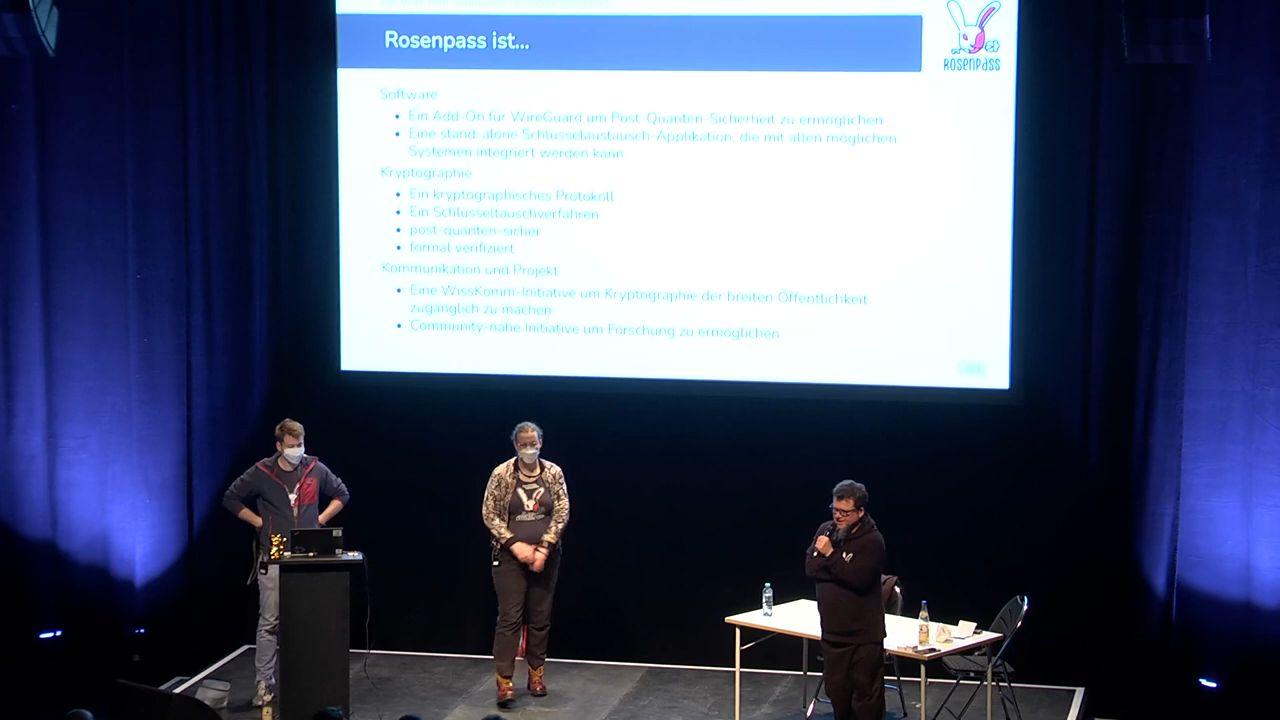 Rosenpass ist...
ROSENPASS
Software
• Ein Add-On für WireGuard um Post-Quanten-Sicherheit zu ermöglichen
• Eine stand-alone Schlüsselaustausch-Applikation, die mit allen möglichen
Systemen integriert werden kann
Kryptographie
• Ein kryptographisches Protokoll
• Ein Schlüsseltauschverfahren
• post-quanten-sicher
• formal verifiziert
Kommunikation und Projekt
• Eine WissKomm-Initiative um Kryptographie der breiten Öffentlichkeit
zugänglich zu machen
• Community-nahe Initiative um Forschung zu ermöglichen